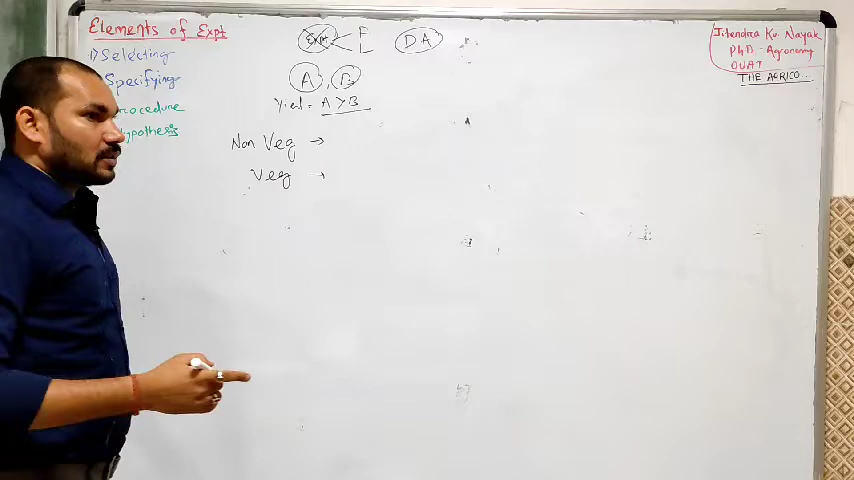 Elements of Expt
1) Selecting
Specifying
rocedure
ypothesis
Expt
F
L
DA
A, B
Yield = A > B
Non Veg →
Veg →
Jitendra Ku. Nayak
PhD - Agronomy
OUAT
THE AGRICO...